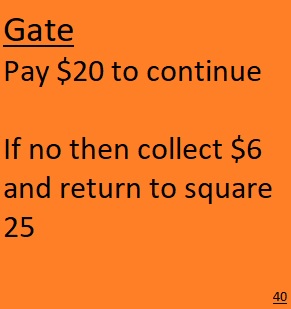 Gate
Pay $20 to continue
If no then collect $6
and return to square
25
40